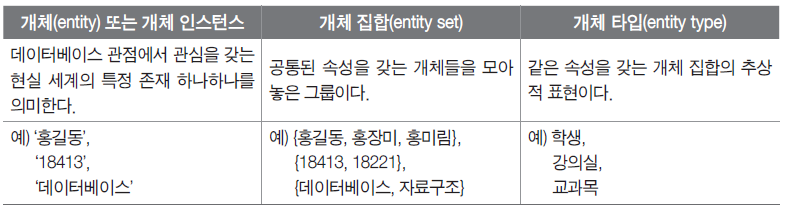 개체(entity) 또는 개체 인스턴스
개체 집합(entity set)
개체 타입(entity type)
데이터베이스 관점에서 관심을 갖는
현실 세계의 특정 존재 하나하나를
의미한다.
공통된 속성을 갖는 개체들을 모아
놓은 그룹이다.
같은 속성을 갖는 개체 집합의 추상
적 표현이다.
예) ‘홍길동’,
‘18413’,
‘데이터베이스’
예) {홍길동, 홍장미, 홍미림},
{18413, 18221},
{데이터베이스, 자료구조}
예) 학생,
강의실,
교과목